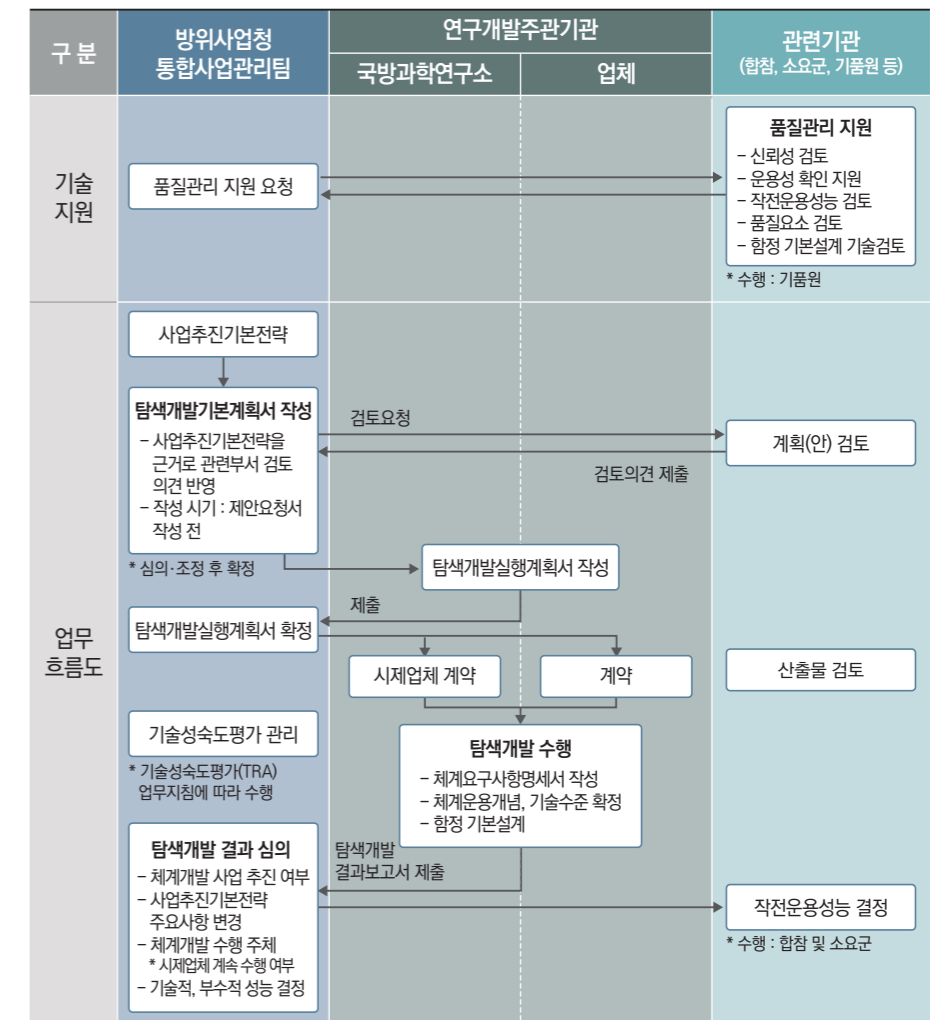 구 분
방위사업청
통합사업관리팀
연구개발주관기관
국방과학연구소
업체
관련기관
(합참, 소요군, 기품원 등)
기술
지원
품질관리 지원 요청
품질관리 지원
– 신뢰성 검토
– 운용성 확인 지원
– 작전운용성능 검토
– 품질요소 검토
– 함정 기본설계 기술검토
* 수행 : 기품원
업무
흐름도
사업추진기본전략
탐색개발기본계획서 작성
– 사업추진기본전략을
근거로 관련부서 검토
의견 반영
– 작성 시기 : 제안요청서
작성 전
* 심의·조정 후 확정
검토요청
계획(안) 검토
검토의견 제출
탐색개발실행계획서 작성
제출
탐색개발실행계획서 확정
시제업체 계약
계약
산출물 검토
기술성숙도평가 관리
* 기술성숙도평가(TRA)
업무지침에 따라 수행
탐색개발 수행
– 체계요구사항명세서 작성
– 체계운용개념, 기술수준 확정
– 함정 기본설계
탐색개발
결과보고서 제출
탐색개발 결과 심의
– 체계개발 사업 추진 여부
– 사업추진기본전략
주요사항 변경
– 체계개발 수행 주체
* 시제업체 계속 수행 여부
– 기술적, 부수적 성능 결정
작전운용성능 결정
* 수행 : 합참 및 소요군